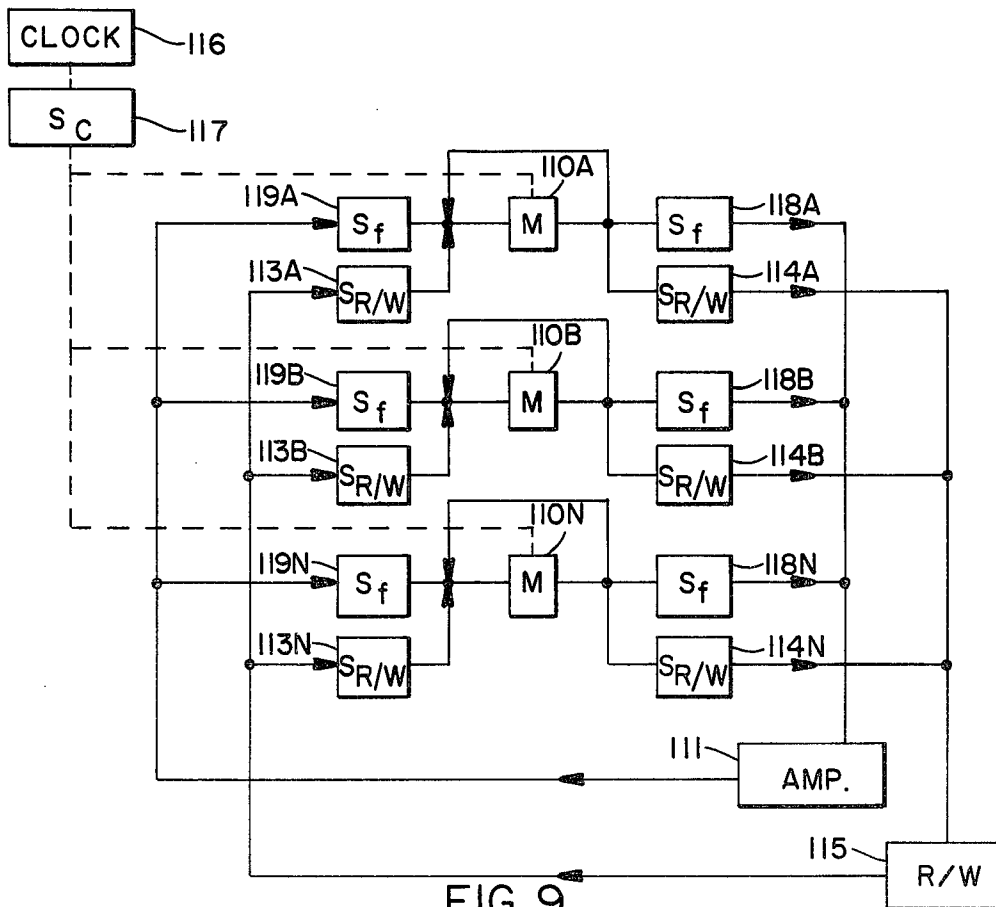 CLOCK
116
S_C
117
110A
119A
S_f
M
S_f
118A
113A
S_R/W
S_R/W
114A
110B
119B
S_f
M
S_f
118B
113B
S_R/W
S_R/W
114B
110N
119N
S_f
M
S_f
118N
113N
S_R/W
S_R/W
114N
111
AMP.
115
R/W
FIG 9